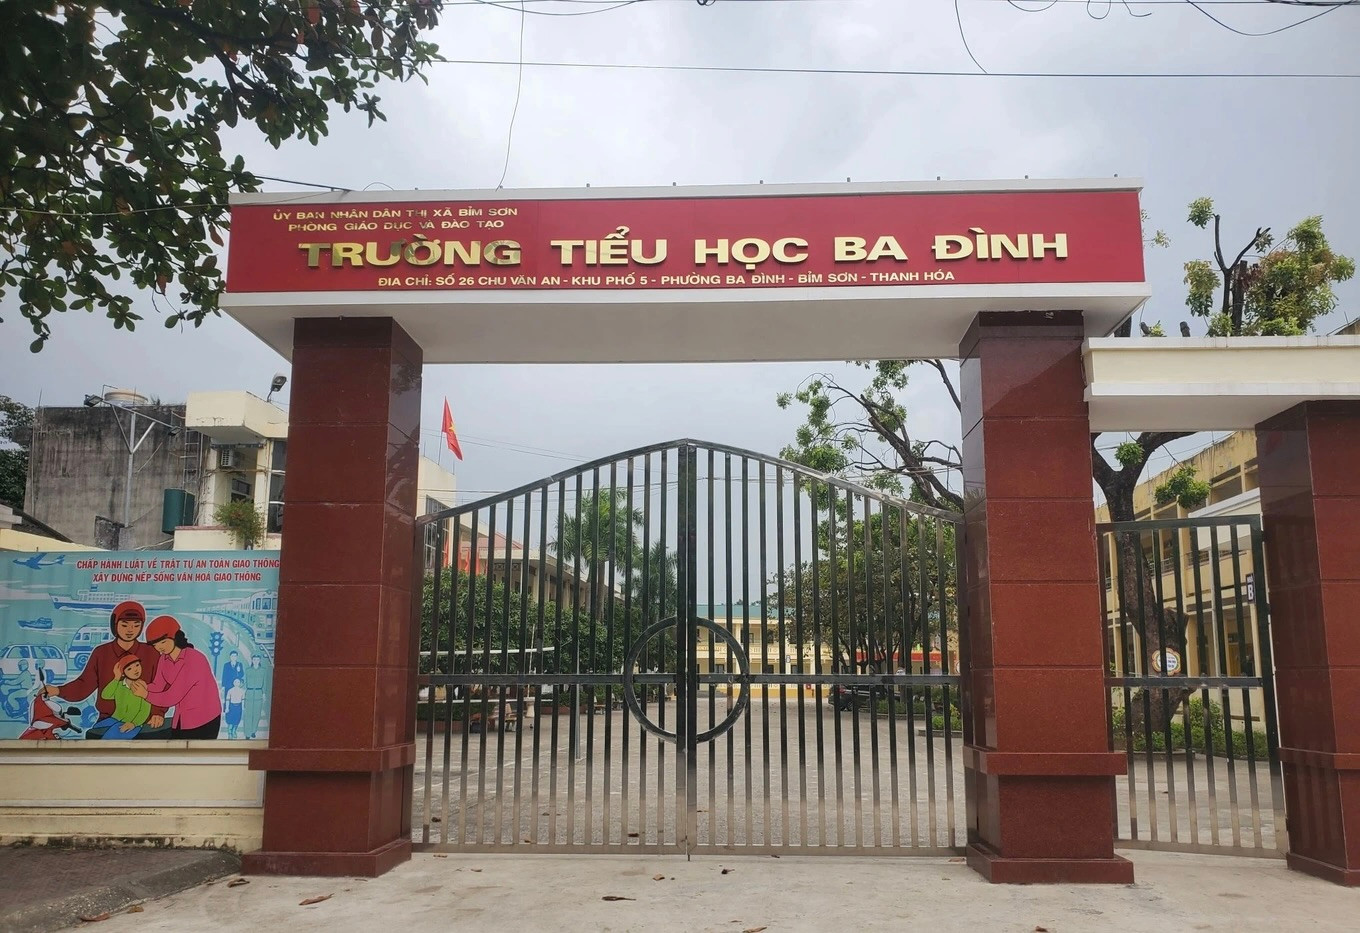 ỦY BAN NHÂN DÂN THỊ XÃ BỈM SƠN
PHÒNG GIÁO DỤC VÀ ĐÀO TẠO
TRƯỜNG TIỂU HỌC BA ĐÌNH
ĐỊA CHỈ: SỐ 26 CHU VĂN AN - KHU PHỐ 5 - PHƯỜNG BA ĐÌNH - BỈM SƠN - THANH HÓA
CHẤP HÀNH LUẬT VỀ TRẬT TỰ AN TOÀN GIAO THÔNG
XÂY DỰNG NẾP SỐNG VĂN HOÁ GIAO THÔNG